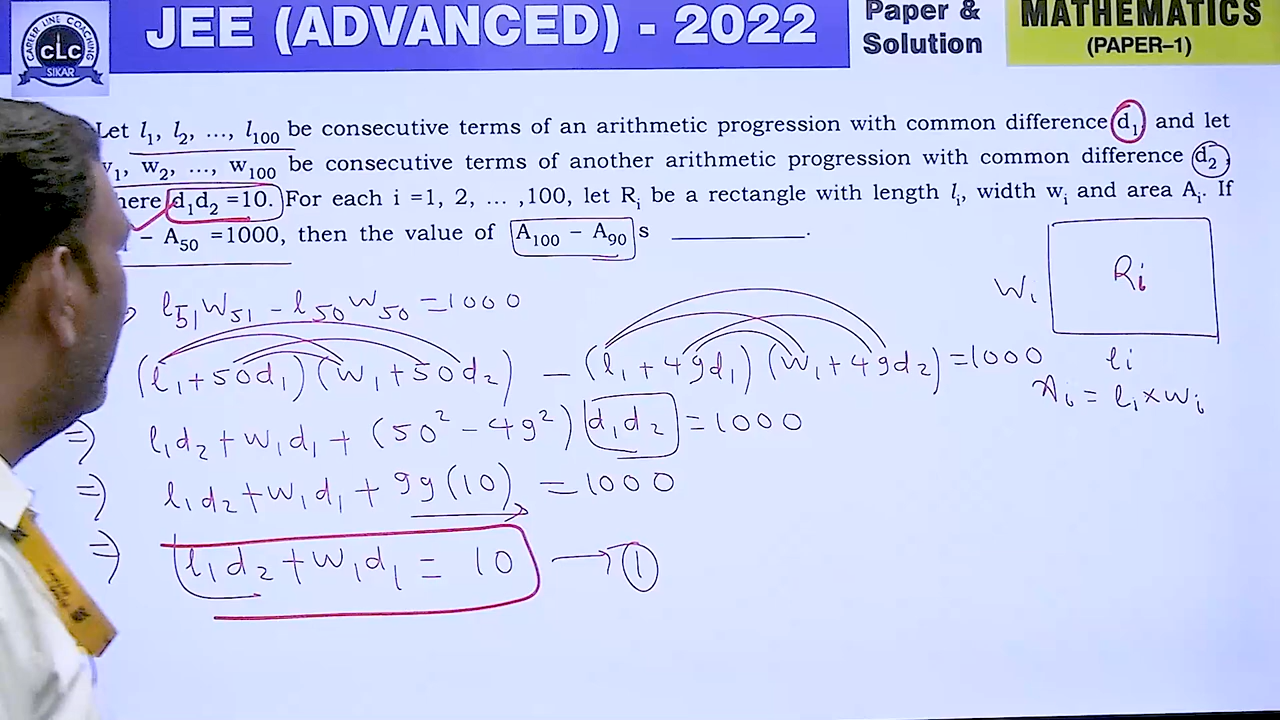 CAREER LINE COACHING
CLC
SIKAR
JEE (ADVANCED) - 2022
Paper &
Solution
MATHEMATICS
(PAPER–1)
Let l₁, l₂, ..., l₁₀₀ be consecutive terms of an arithmetic progression with common difference d₁ and let
w₂, ..., w₁₀₀ be consecutive terms of another arithmetic progression with common difference d₂,
d₁d₂ =10. For each i =1, 2, ... ,100, let Rᵢ be a rectangle with length lᵢ, width wᵢ and area Aᵢ. If
– A₅₀ =1000, then the value of A₁₀₀ – A₉₀ s ________.
l₅₁w₅₁ - l₅₀w₅₀ = 1000
(l₁+50d₁)(w₁+50d₂) - (l₁+49d₁)(w₁+49d₂) = 1000
⇒ l₁d₂+w₁d₁+(50²-49²)d₁d₂ = 1000
⇒ l₁d₂+w₁d₁+99(10) = 1000
⇒ l₁d₂+w₁d₁ = 10 → ①
Rᵢ
wᵢ
lᵢ
Aᵢ = lᵢ×wᵢ